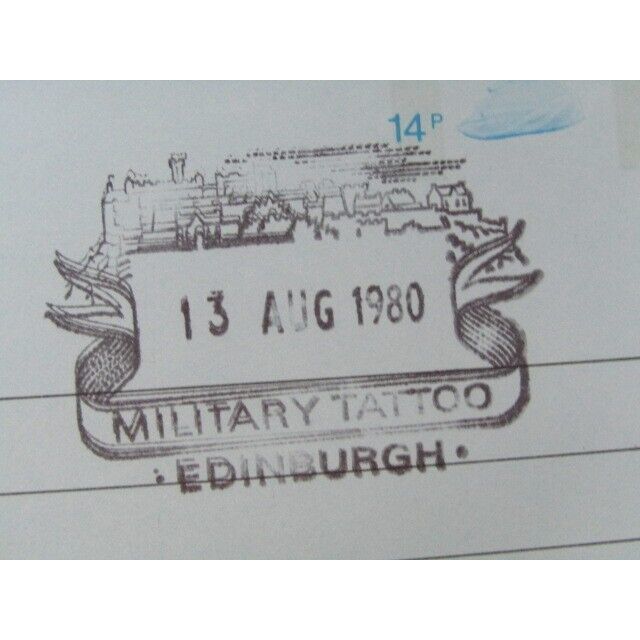 14P
13 AUG 1980
MILITARY TATTOO
· EDINBURGH ·